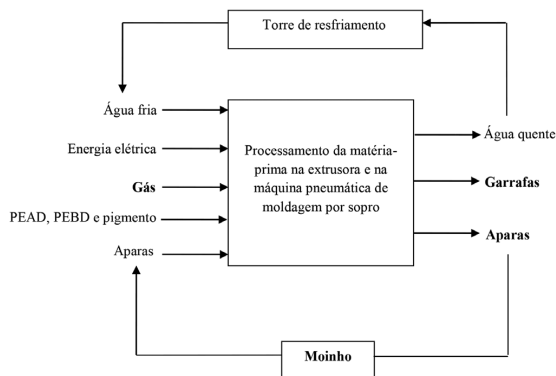 Torre de resfriamento
Água fria
Energia elétrica
Gás
PEAD, PEBD e pigmento
Aparas
Processamento da matéria-
prima na extrusora e na
máquina pneumática de
moldagem por sopro
Água quente
Garrafas
Aparas
Moinho